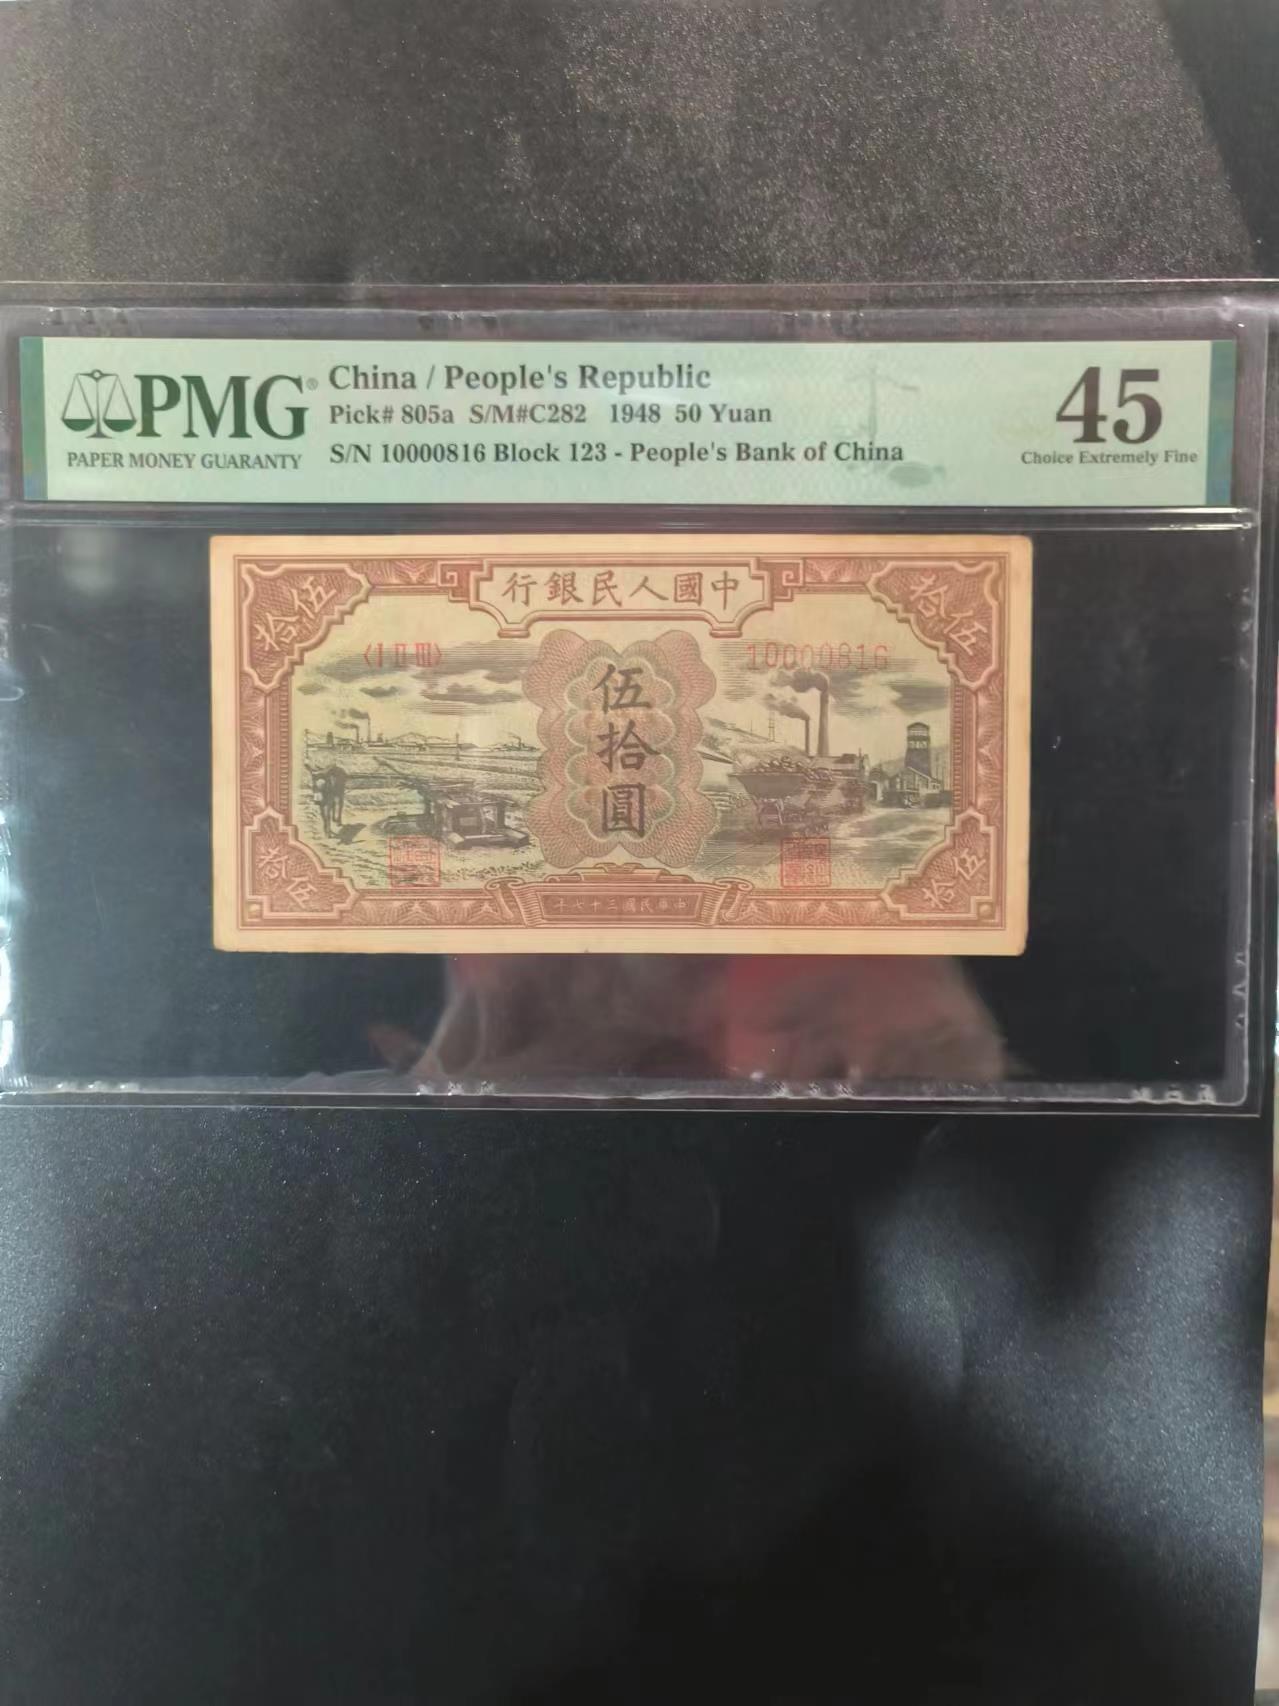 PMG®
PAPER MONEY GUARANTY
China / People's Republic
Pick# 805a S/M#C282 1948 50 Yuan
S/N 10000816 Block 123 - People's Bank of China
45
Choice Extremely Fine
行銀民人國中
拾伍
拾伍
〈I II III〉
10000816
伍拾圓
拾伍
拾伍
年七十三國民華中